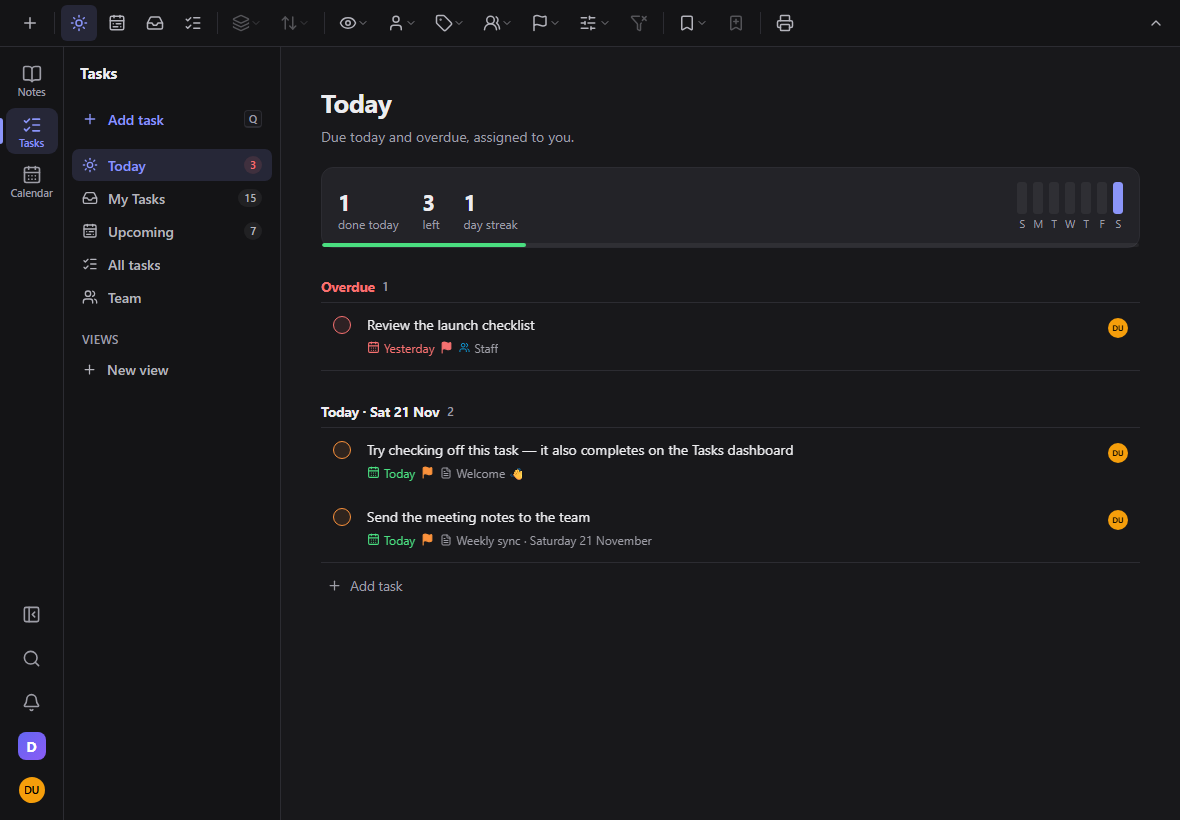 Notes
Tasks
Calendar
D
DU
Tasks
Add task Q
Today 3
My Tasks 15
Upcoming 7
All tasks
Team
VIEWS
New view
Today
Due today and overdue, assigned to you.
1 3 1
done today left day streak
S M T W T F S
Overdue 1
Review the launch checklist DU
Yesterday Staff
Today · Sat 21 Nov 2
Try checking off this task — it also completes on the Tasks dashboard DU
Today Welcome 👋
Send the meeting notes to the team DU
Today Weekly sync · Saturday 21 November
Add task